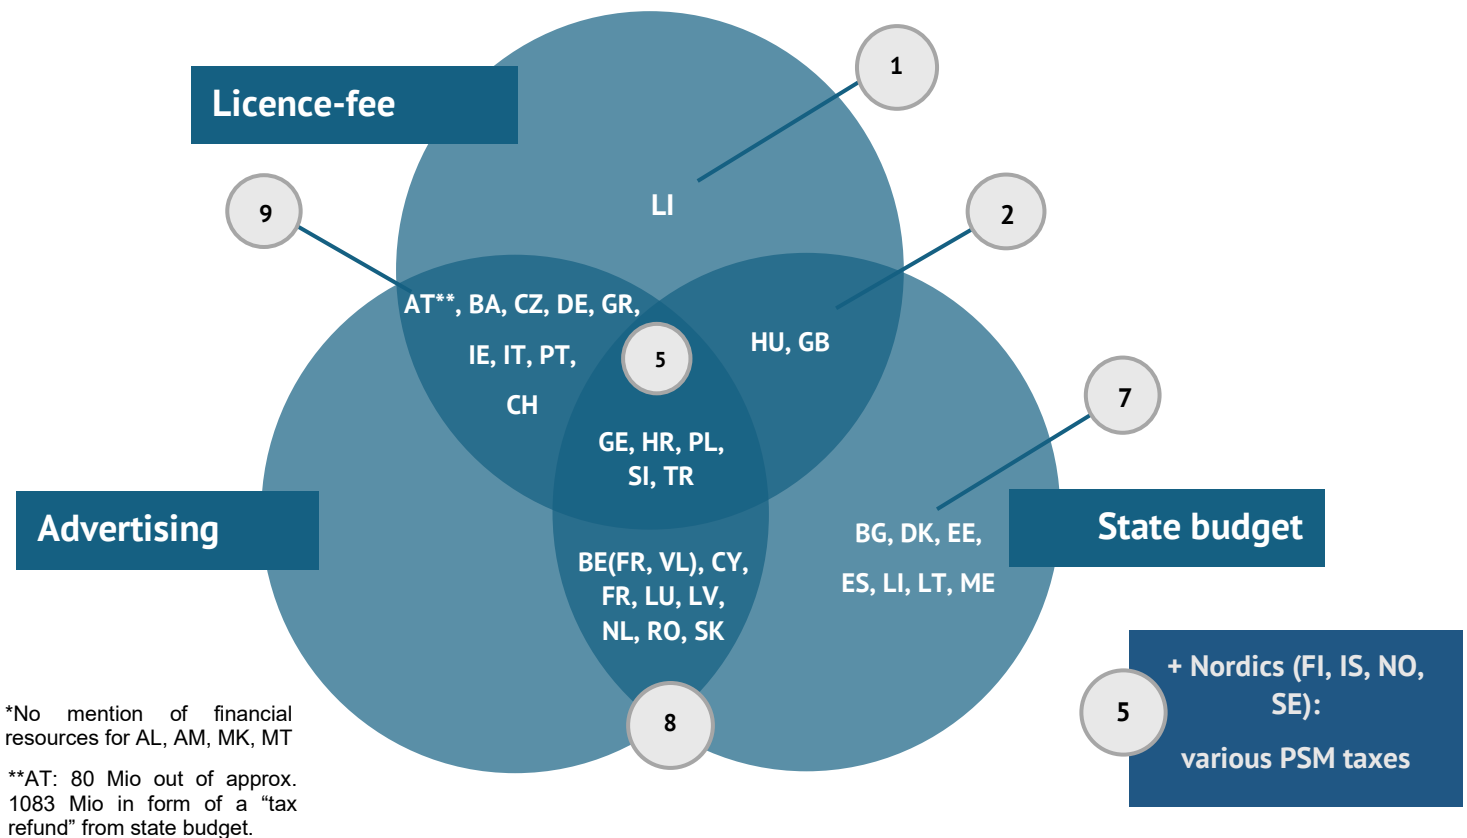 1
Licence-fee
LI
9
2
AT**, BA, CZ, DE, GR,
IE, IT, PT,
CH
5
HU, GB
7
GE, HR, PL,
SI, TR
Advertising
State budget
BG, DK, EE,
ES, LI, LT, ME
BE(FR, VL), CY,
FR, LU, LV,
NL, RO, SK
8
5
+ Nordics (FI, IS, NO,
SE):
various PSM taxes
*No mention of financial
resources for AL, AM, MK, MT
**AT: 80 Mio out of approx.
1083 Mio in form of a “tax
refund” from state budget.